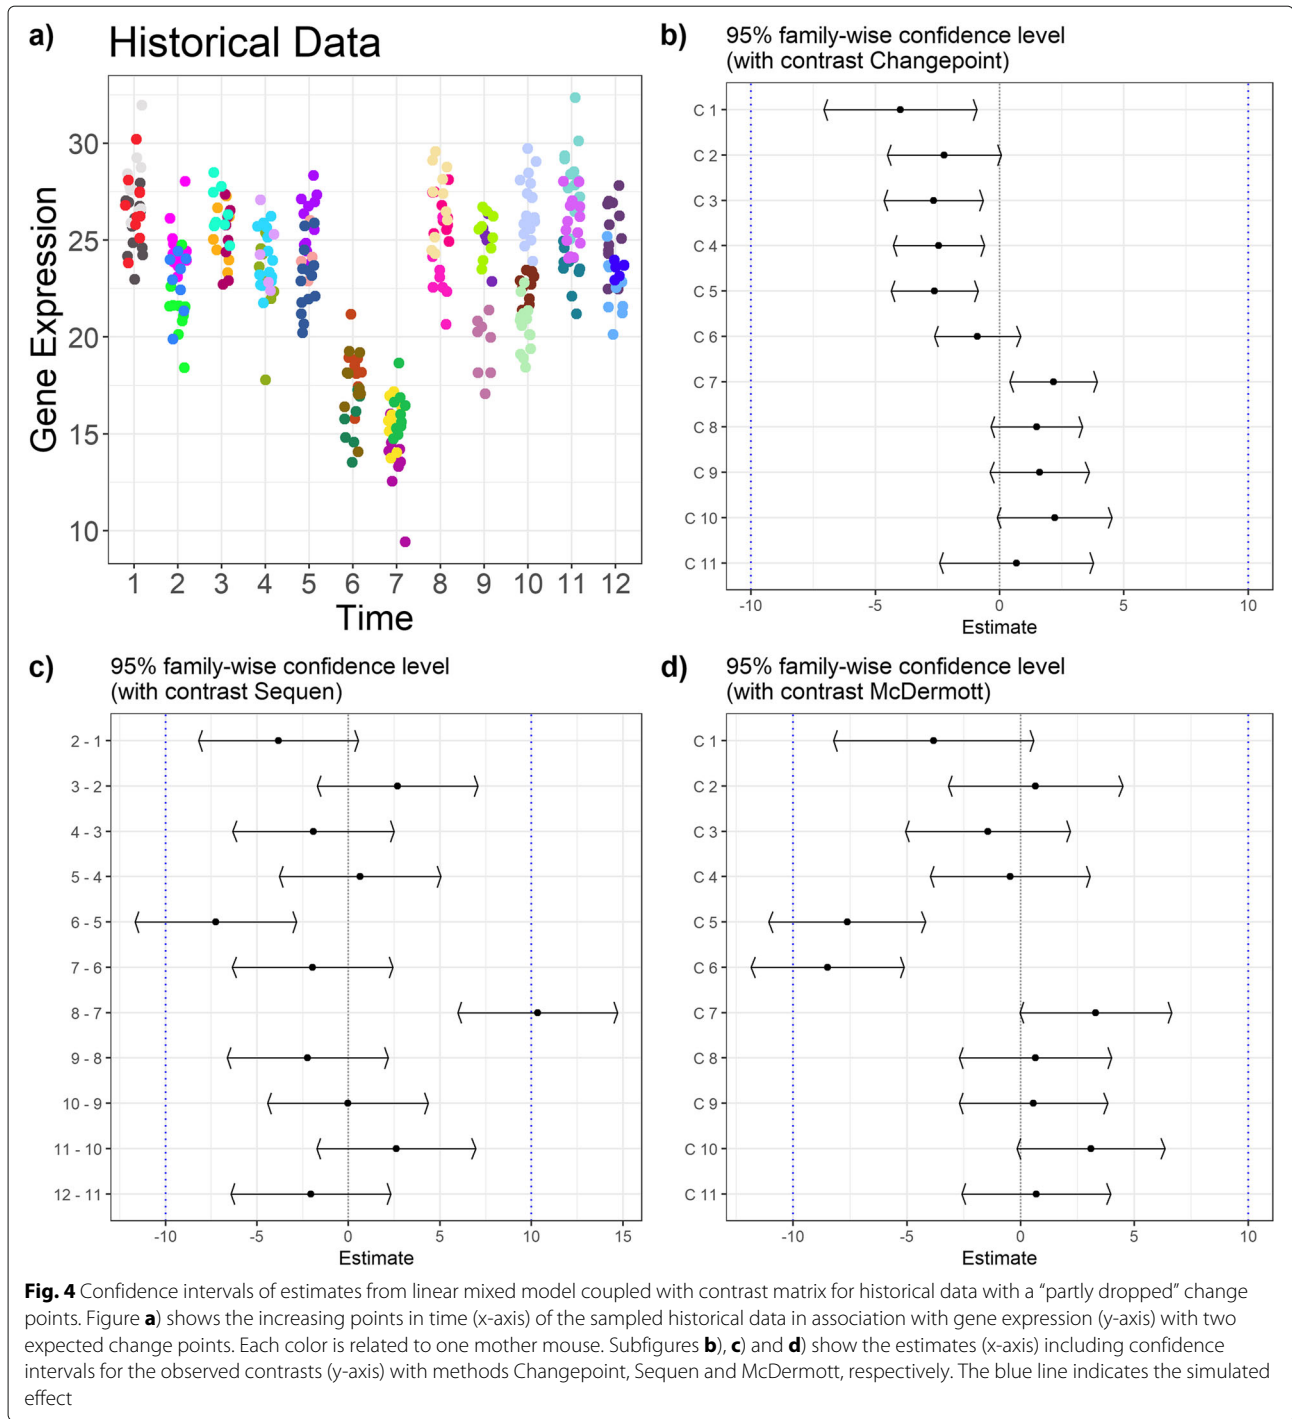 a) Historical Data
Gene Expression
30
25
20
15
10
1 2 3 4 5 6 7 8 9 10 11 12
Time
b) 95% family-wise confidence level
(with contrast Changepoint)
C 1
C 2
C 3
C 4
C 5
C 6
C 7
C 8
C 9
C 10
C 11
-10 -5 0 5 10
Estimate
c) 95% family-wise confidence level
(with contrast Sequen)
2 - 1
3 - 2
4 - 3
5 - 4
6 - 5
7 - 6
8 - 7
9 - 8
10 - 9
11 - 10
12 - 11
-10 -5 0 5 10 15
Estimate
d) 95% family-wise confidence level
(with contrast McDermott)
C 1
C 2
C 3
C 4
C 5
C 6
C 7
C 8
C 9
C 10
C 11
-10 -5 0 5 10
Estimate
Fig. 4 Confidence intervals of estimates from linear mixed model coupled with contrast matrix for historical data with a “partly dropped” change
points. Figure a) shows the increasing points in time (x-axis) of the sampled historical data in association with gene expression (y-axis) with two
expected change points. Each color is related to one mother mouse. Subfigures b), c) and d) show the estimates (x-axis) including confidence
intervals for the observed contrasts (y-axis) with methods Changepoint, Sequen and McDermott, respectively. The blue line indicates the simulated
effect